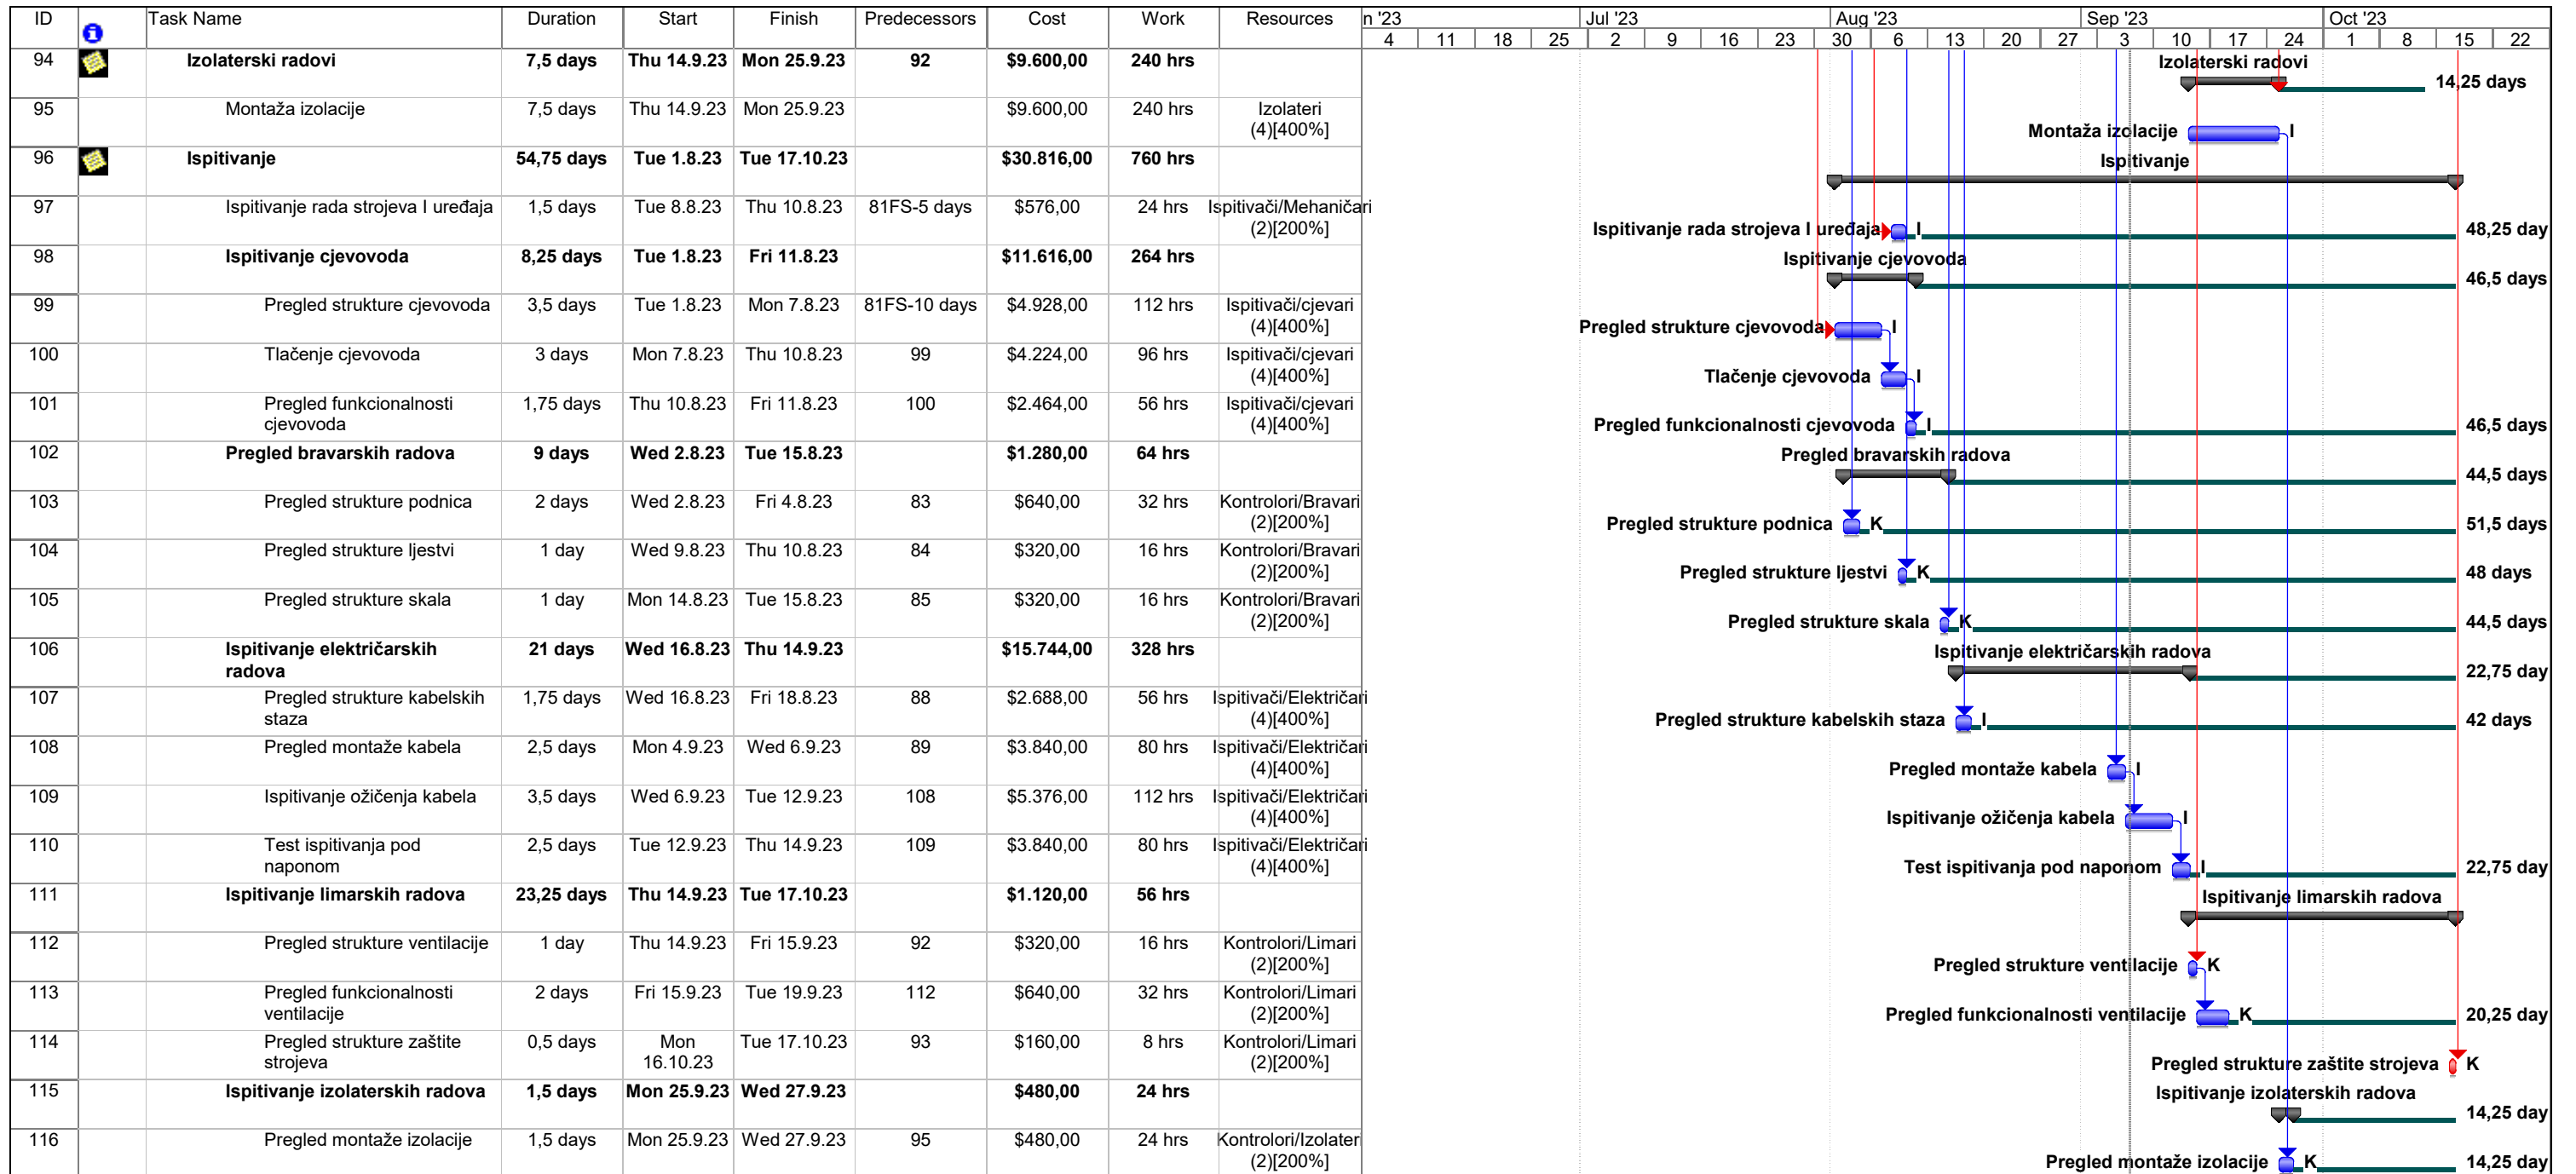 ID Task Name Duration Start Finish Predecessors Cost Work Resources n '23 Jul '23 Aug '23 Sep '23 Oct '23
4 11 18 25 2 9 16 23 30 6 13 20 27 3 10 17 24 1 8 15 22
94 Izolaterski radovi 7,5 days Thu 14.9.23 Mon 25.9.23 92 $9.600,00 240 hrs Izolaterski radovi
14,25 days
95 Montaža izolacije 7,5 days Thu 14.9.23 Mon 25.9.23 $9.600,00 240 hrs Izolateri
(4)[400%] Montaža izolacije I
96 Ispitivanje 54,75 days Tue 1.8.23 Tue 17.10.23 $30.816,00 760 hrs Ispitivanje
97 Ispitivanje rada strojeva I uređaja 1,5 days Tue 8.8.23 Thu 10.8.23 81FS-5 days $576,00 24 hrs Ispitivači/Mehaničari
(2)[200%] Ispitivanje rada strojeva I uređaja I 48,25 day
98 Ispitivanje cjevovoda 8,25 days Tue 1.8.23 Fri 11.8.23 $11.616,00 264 hrs Ispitivanje cjevovoda
46,5 days
99 Pregled strukture cjevovoda 3,5 days Tue 1.8.23 Mon 7.8.23 81FS-10 days $4.928,00 112 hrs Ispitivači/cjevari
(4)[400%] Pregled strukture cjevovoda I
100 Tlačenje cjevovoda 3 days Mon 7.8.23 Thu 10.8.23 99 $4.224,00 96 hrs Ispitivači/cjevari
(4)[400%] Tlačenje cjevovoda I
101 Pregled funkcionalnosti 1,75 days Thu 10.8.23 Fri 11.8.23 100 $2.464,00 56 hrs Ispitivači/cjevari
cjevovoda (4)[400%] Pregled funkcionalnosti cjevovoda I 46,5 days
102 Pregled bravarskih radova 9 days Wed 2.8.23 Tue 15.8.23 $1.280,00 64 hrs Pregled bravarskih radova
44,5 days
103 Pregled strukture podnica 2 days Wed 2.8.23 Fri 4.8.23 83 $640,00 32 hrs Kontrolori/Bravari
(2)[200%] Pregled strukture podnica K 51,5 days
104 Pregled strukture ljestvi 1 day Wed 9.8.23 Thu 10.8.23 84 $320,00 16 hrs Kontrolori/Bravari
(2)[200%] Pregled strukture ljestvi K 48 days
105 Pregled strukture skala 1 day Mon 14.8.23 Tue 15.8.23 85 $320,00 16 hrs Kontrolori/Bravari
(2)[200%] Pregled strukture skala K 44,5 days
106 Ispitivanje električarskih 21 days Wed 16.8.23 Thu 14.9.23 $15.744,00 328 hrs Ispitivanje električarskih radova
radova 22,75 day
107 Pregled strukture kabelskih 1,75 days Wed 16.8.23 Fri 18.8.23 88 $2.688,00 56 hrs Ispitivači/Električari
staza (4)[400%] Pregled strukture kabelskih staza I 42 days
108 Pregled montaže kabela 2,5 days Mon 4.9.23 Wed 6.9.23 89 $3.840,00 80 hrs Ispitivači/Električari
(4)[400%] Pregled montaže kabela I
109 Ispitivanje ožičenja kabela 3,5 days Wed 6.9.23 Tue 12.9.23 108 $5.376,00 112 hrs Ispitivači/Električari
(4)[400%] Ispitivanje ožičenja kabela I
110 Test ispitivanja pod 2,5 days Tue 12.9.23 Thu 14.9.23 109 $3.840,00 80 hrs Ispitivači/Električari
naponom (4)[400%] Test ispitivanja pod naponom I 22,75 day
111 Ispitivanje limarskih radova 23,25 days Thu 14.9.23 Tue 17.10.23 $1.120,00 56 hrs Ispitivanje limarskih radova
112 Pregled strukture ventilacije 1 day Thu 14.9.23 Fri 15.9.23 92 $320,00 16 hrs Kontrolori/Limari
(2)[200%] Pregled strukture ventilacije K
113 Pregled funkcionalnosti 2 days Fri 15.9.23 Tue 19.9.23 112 $640,00 32 hrs Kontrolori/Limari
ventilacije (2)[200%] Pregled funkcionalnosti ventilacije K 20,25 day
114 Pregled strukture zaštite 0,5 days Mon Tue 17.10.23 93 $160,00 8 hrs Kontrolori/Limari
strojeva 16.10.23 (2)[200%] Pregled strukture zaštite strojeva K
115 Ispitivanje izolaterskih radova 1,5 days Mon 25.9.23 Wed 27.9.23 $480,00 24 hrs Ispitivanje izolaterskih radova
14,25 day
116 Pregled montaže izolacije 1,5 days Mon 25.9.23 Wed 27.9.23 95 $480,00 24 hrs Kontrolori/Izolateri
(2)[200%] Pregled montaže izolacije K 14,25 day